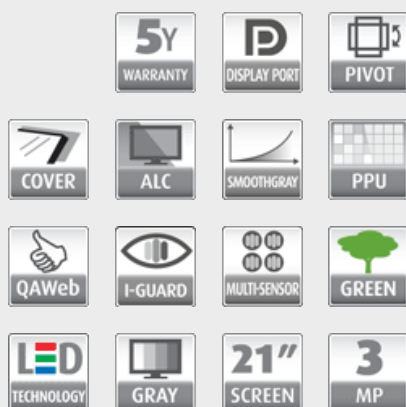 5Y
WARRANTY
DISPLAY PORT
PIVOT
COVER
ALC
SMOOTHGRAY
PPU
QAWeb
I-GUARD
MULTI-SENSOR
GREEN
LED
TECHNOLOGY
GRAY
21"
SCREEN
3
MP